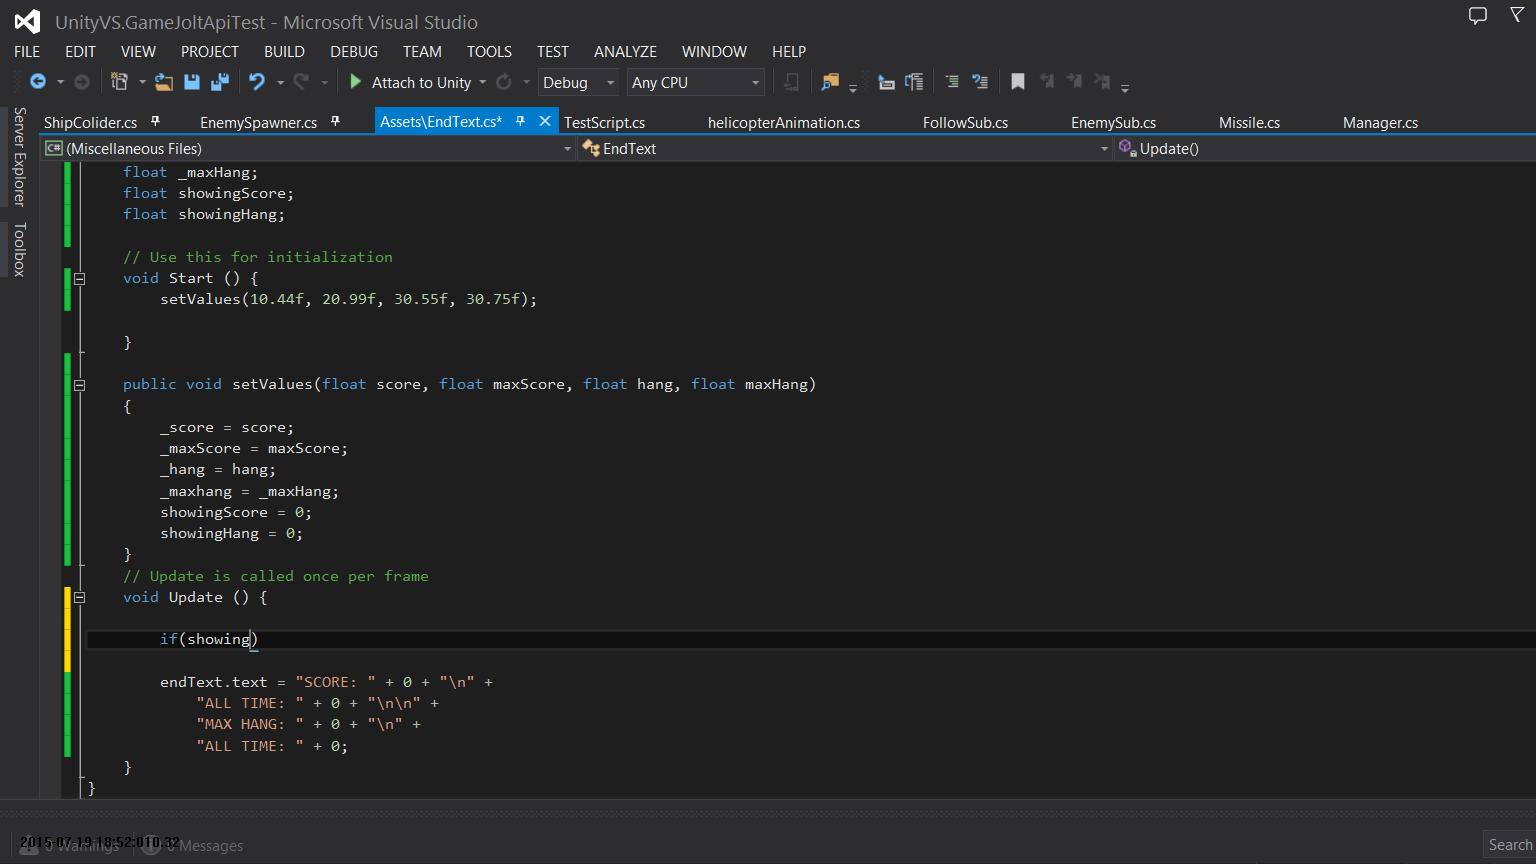 UnityVS.GameJoltApiTest - Microsoft Visual Studio
FILE EDIT VIEW PROJECT BUILD DEBUG TEAM TOOLS TEST ANALYZE WINDOW HELP
Attach to Unity Debug Any CPU
Server Explorer
Toolbox
ShipColider.cs EnemySpawner.cs Assets\EndText.cs* TestScript.cs helicopterAnimation.cs FollowSub.cs EnemySub.cs Missile.cs Manager.cs
C# (Miscellaneous Files) EndText Update()
float _maxHang;
float showingScore;
float showingHang;
// Use this for initialization
void Start () {
setValues(10.44f, 20.99f, 30.55f, 30.75f);
}
public void setValues(float score, float maxScore, float hang, float maxHang)
{
_score = score;
_maxScore = maxScore;
_hang = hang;
_maxhang = _maxHang;
showingScore = 0;
showingHang = 0;
}
// Update is called once per frame
void Update () {
if(showing)
endText.text = "SCORE: " + 0 + "\n" +
"ALL TIME: " + 0 + "\n\n" +
"MAX HANG: " + 0 + "\n" +
"ALL TIME: " + 0;
}
}
2015-07-19 18:52:010.32
0 Warnings 0 Messages
Search